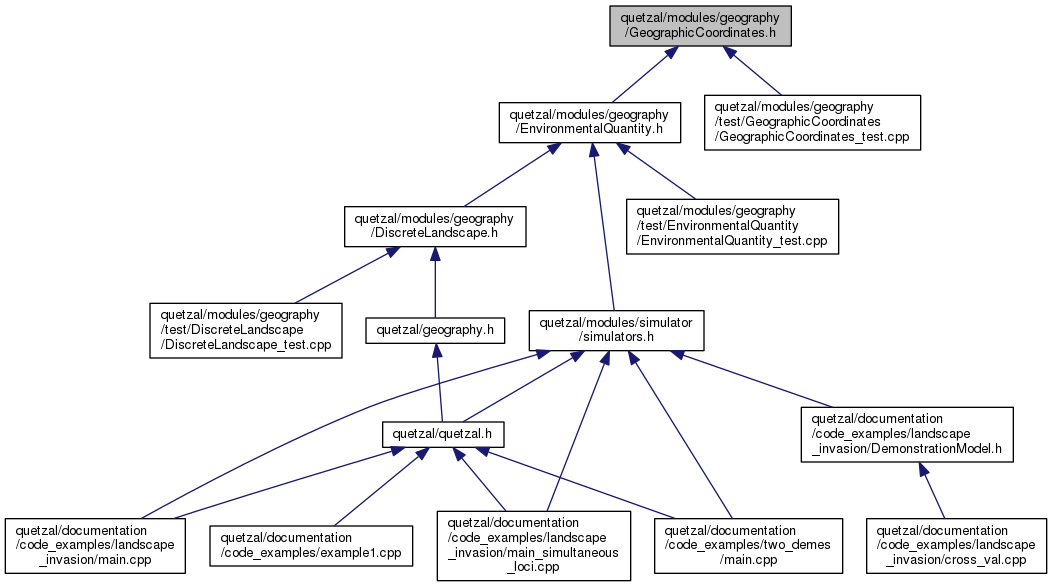 quetzal/modules/geography
/GeographicCoordinates.h
quetzal/modules/geography
/EnvironmentalQuantity.h
quetzal/modules/geography
/test/GeographicCoordinates
/GeographicCoordinates_test.cpp
quetzal/modules/geography
/DiscreteLandscape.h
quetzal/modules/geography
/test/EnvironmentalQuantity
/EnvironmentalQuantity_test.cpp
quetzal/modules/geography
/test/DiscreteLandscape
/DiscreteLandscape_test.cpp
quetzal/geography.h
quetzal/modules/simulator
/simulators.h
quetzal/quetzal.h
quetzal/documentation
/code_examples/landscape
_invasion/DemonstrationModel.h
quetzal/documentation
/code_examples/landscape
_invasion/main.cpp
quetzal/documentation
/code_examples/example1.cpp
quetzal/documentation
/code_examples/landscape
_invasion/main_simultaneous
_loci.cpp
quetzal/documentation
/code_examples/two_demes
/main.cpp
quetzal/documentation
/code_examples/landscape
_invasion/cross_val.cpp